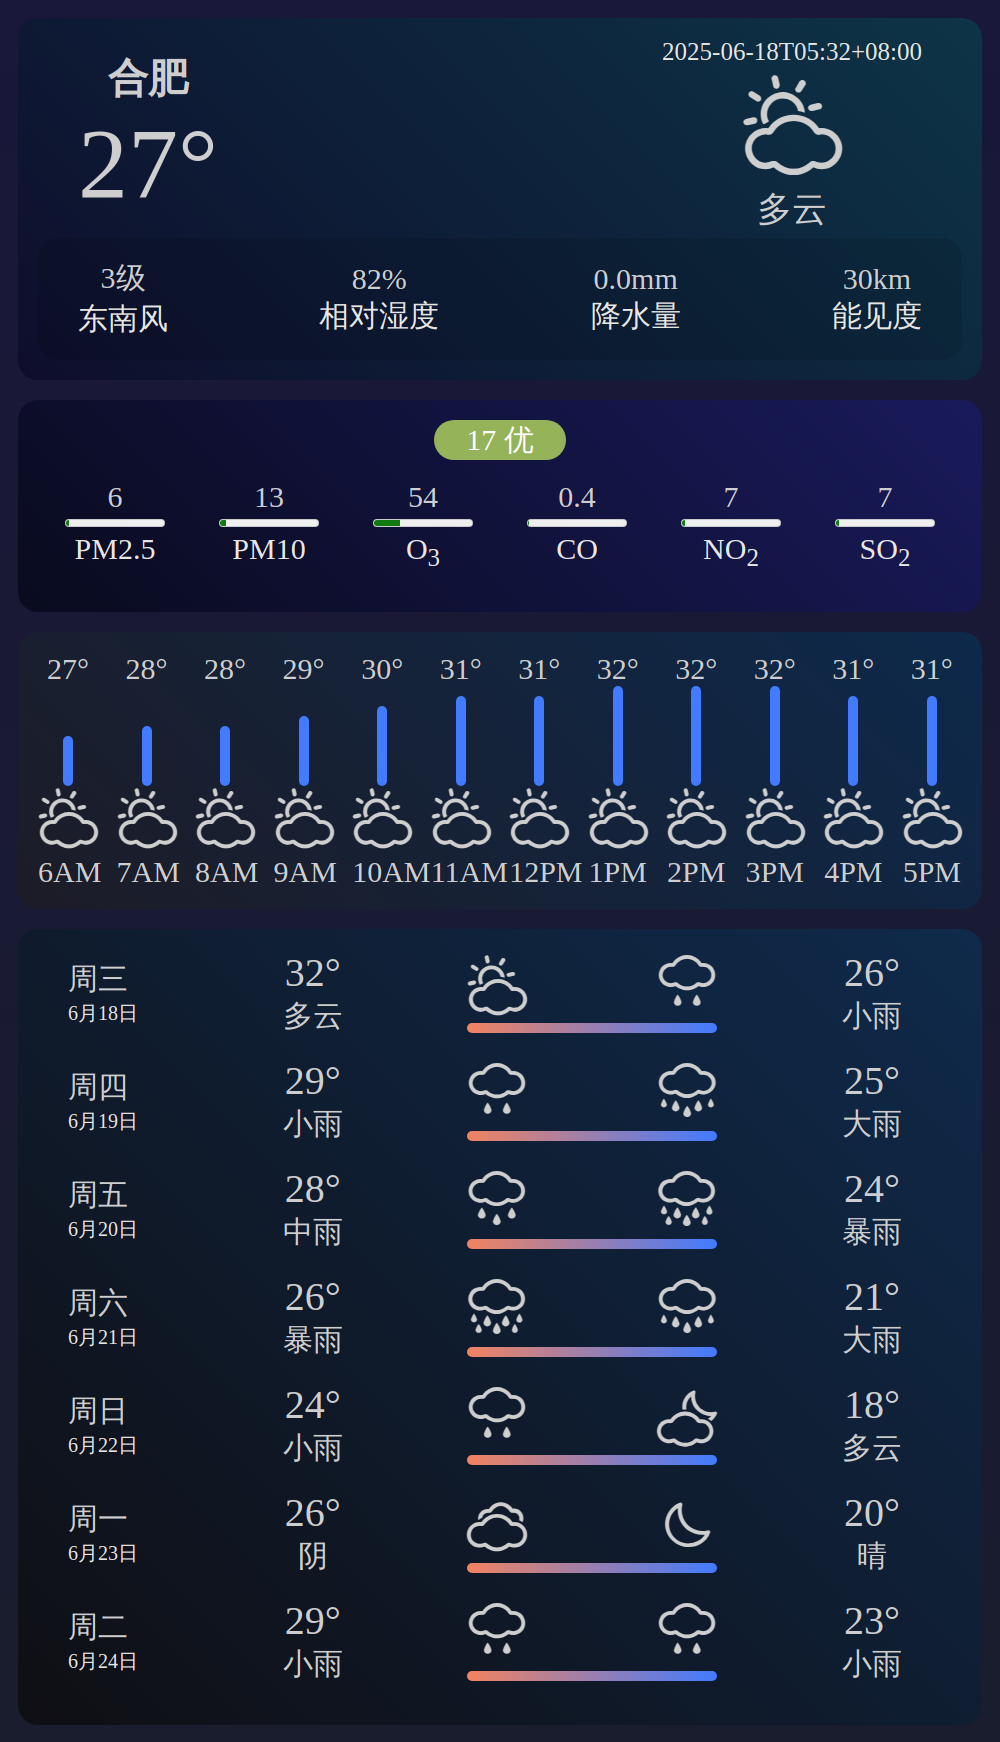 合肥
27°
2025-06-18T05:32+08:00
多云
3级 82% 0.0mm 30km
东南风 相对湿度 降水量 能见度
17 优
6 13 54 0.4 7 7
PM2.5 PM10 O3 CO NO2 SO2
27° 28° 28° 29° 30° 31° 31° 32° 32° 32° 31° 31°
6AM 7AM 8AM 9AM 10AM 11AM 12PM 1PM 2PM 3PM 4PM 5PM
周三 32° 26°
6月18日 多云 小雨
周四 29° 25°
6月19日 小雨 大雨
周五 28° 24°
6月20日 中雨 暴雨
周六 26° 21°
6月21日 暴雨 大雨
周日 24° 18°
6月22日 小雨 多云
周一 26° 20°
6月23日 阴 晴
周二 29° 23°
6月24日 小雨 小雨